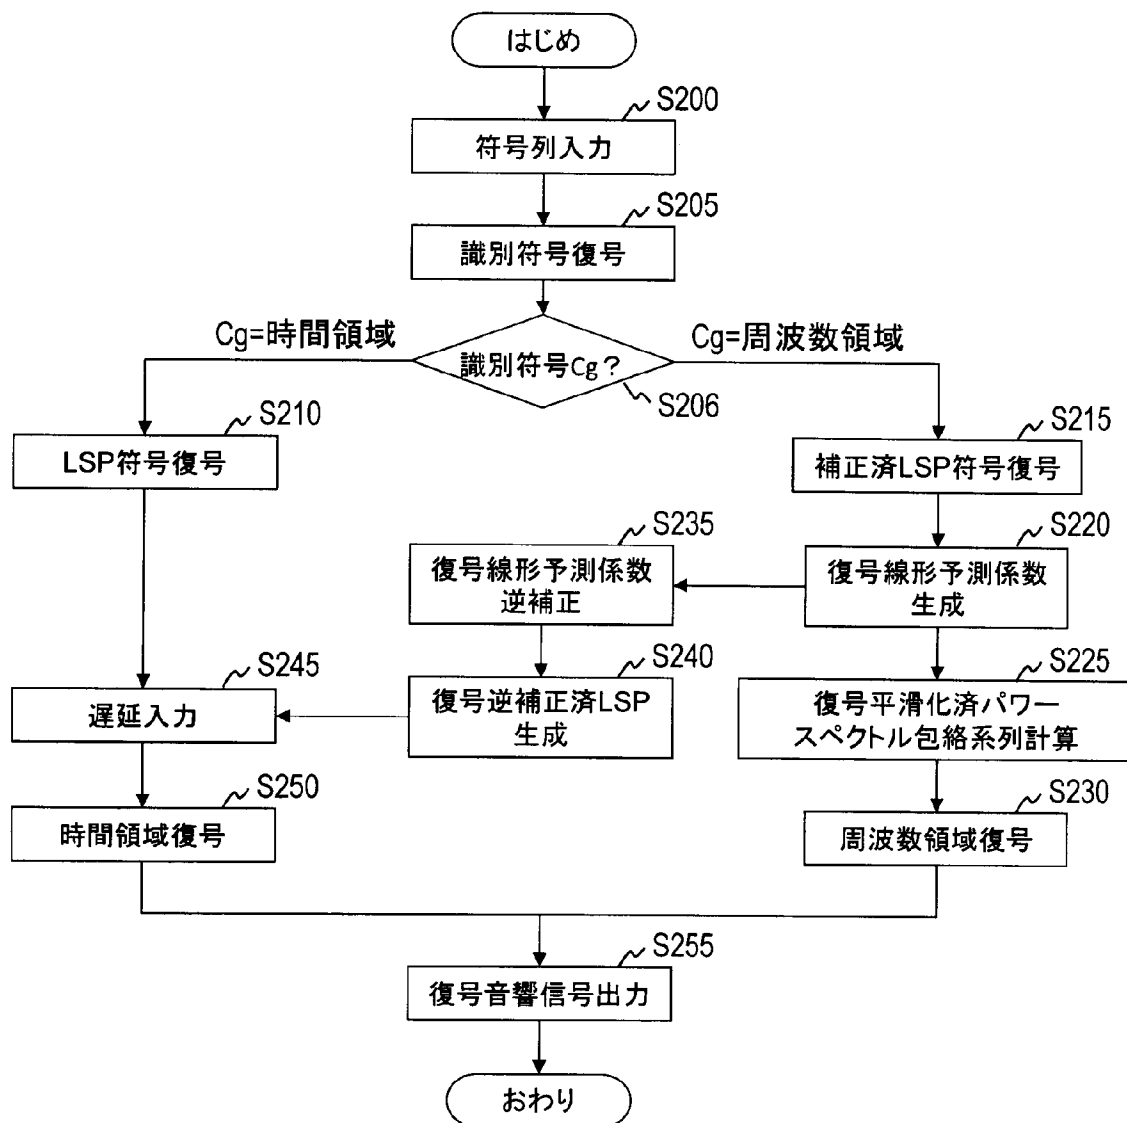 はじめ
S200
符号列入力
S205
識別符号復号
Cg=時間領域
Cg=周波数領域
識別符号Cg？
S206
S210
LSP符号復号
S215
補正済LSP符号復号
S235
復号線形予測係数
逆補正
S220
復号線形予測係数
生成
S245
遅延入力
S240
復号逆補正済LSP
生成
S225
復号平滑化済パワー
スペクトル包絡系列計算
S250
時間領域復号
S230
周波数領域復号
S255
復号音響信号出力
おわり